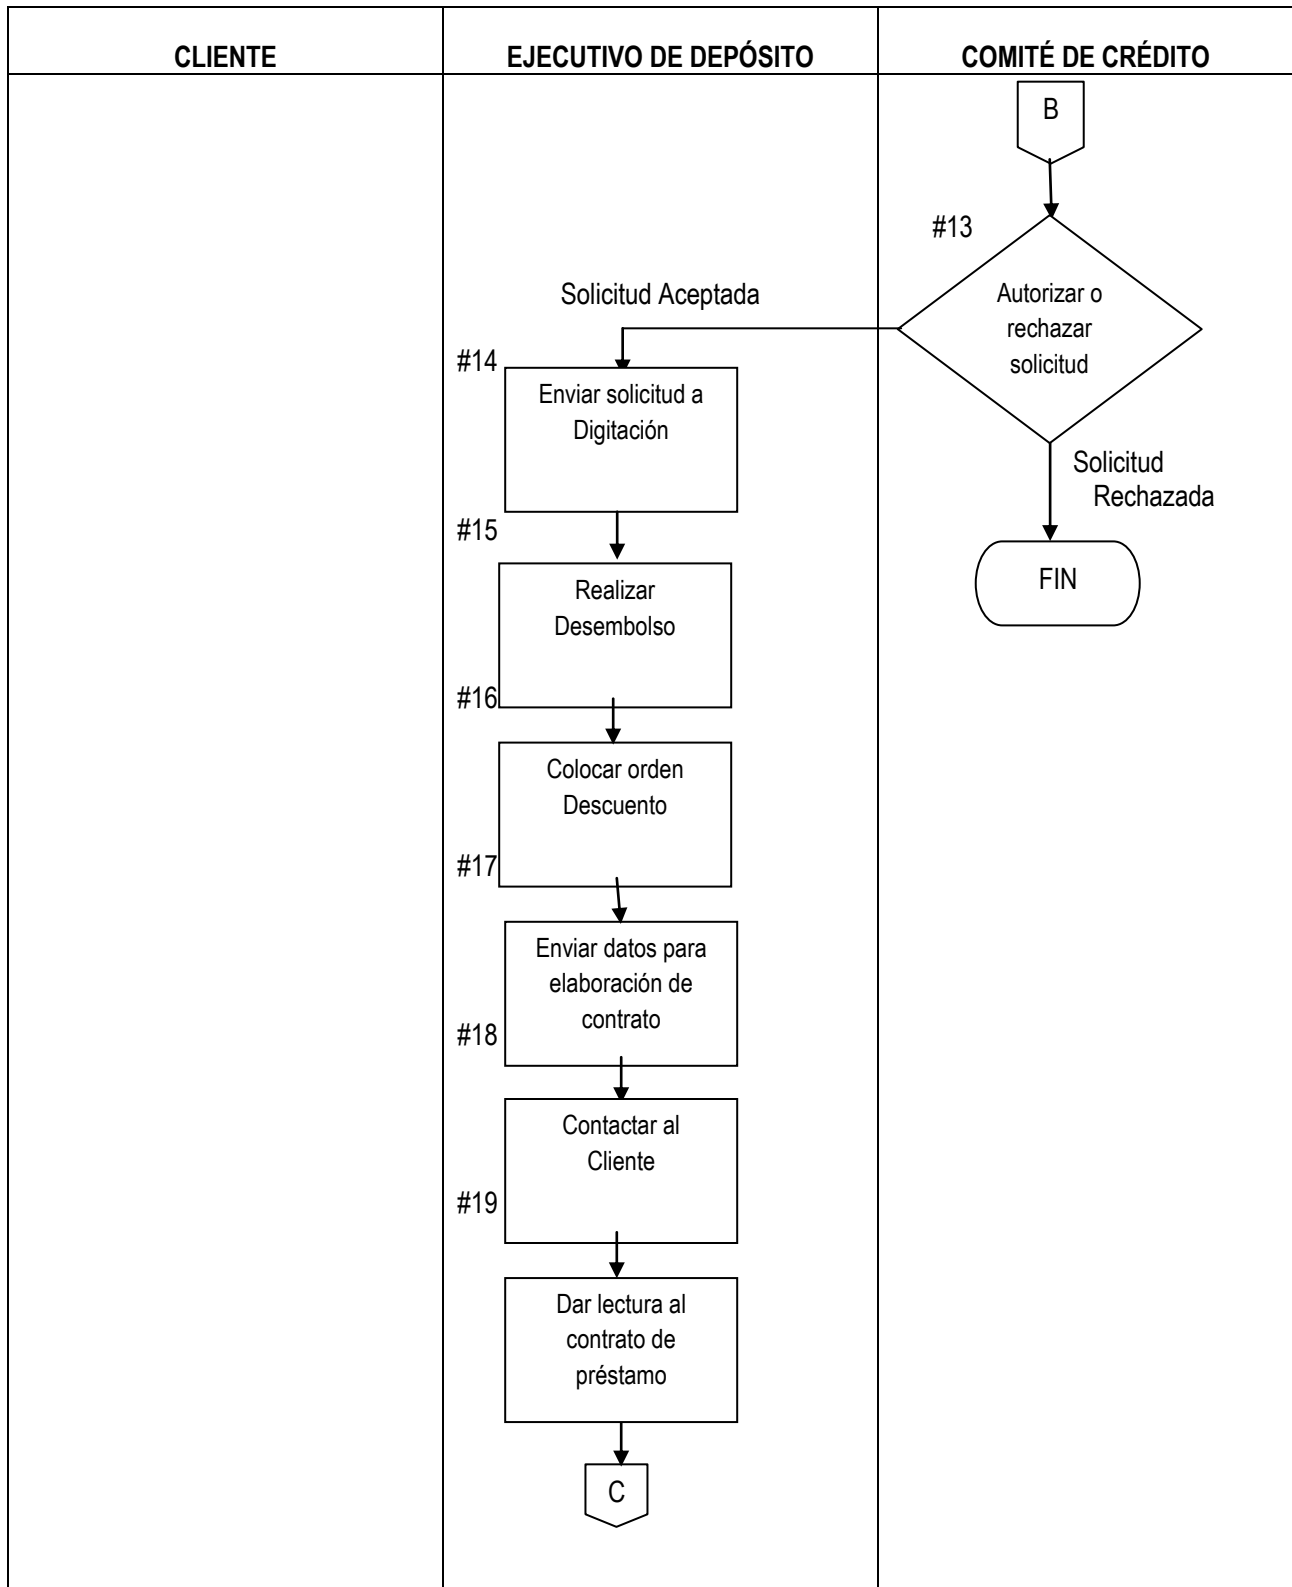 CLIENTE
EJECUTIVO DE DEPÓSITO
COMITÉ DE CRÉDITO
B
#13
Autorizar o
rechazar
solicitud
Solicitud Aceptada
Solicitud
Rechazada
FIN
#14
Enviar solicitud a
Digitación
#15
Realizar
Desembolso
#16
Colocar orden
Descuento
#17
Enviar datos para
elaboración de
contrato
#18
Contactar al
Cliente
#19
Dar lectura al
contrato de
préstamo
C